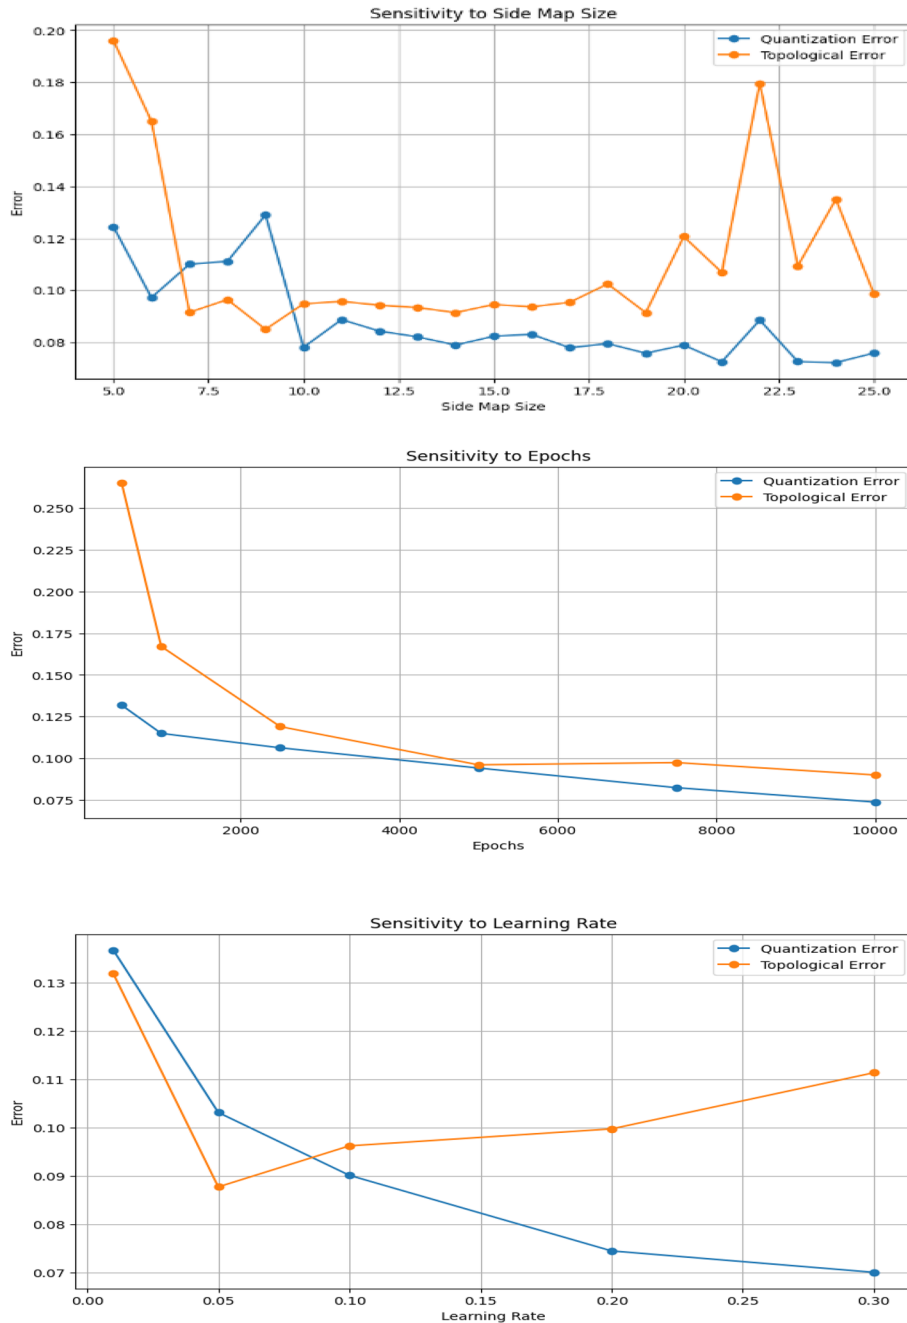 Sensitivity to Side Map Size
Quantization Error
Topological Error
0.20
0.18
0.16
0.14
0.12
0.10
0.08
Error
5.0 7.5 10.0 12.5 15.0 17.5 20.0 22.5 25.0
Side Map Size
Sensitivity to Epochs
Quantization Error
Topological Error
0.250
0.225
0.200
0.175
0.150
0.125
0.100
0.075
Error
2000 4000 6000 8000 10000
Epochs
Sensitivity to Learning Rate
Quantization Error
Topological Error
0.13
0.12
0.11
0.10
0.09
0.08
0.07
Error
0.00 0.05 0.10 0.15 0.20 0.25 0.30
Learning Rate